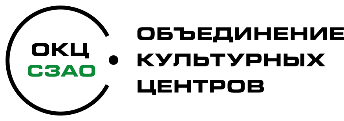 ОКЦ
СЗАО
ОБЪЕДИНЕНИЕ
КУЛЬТУРНЫХ
ЦЕНТРОВ